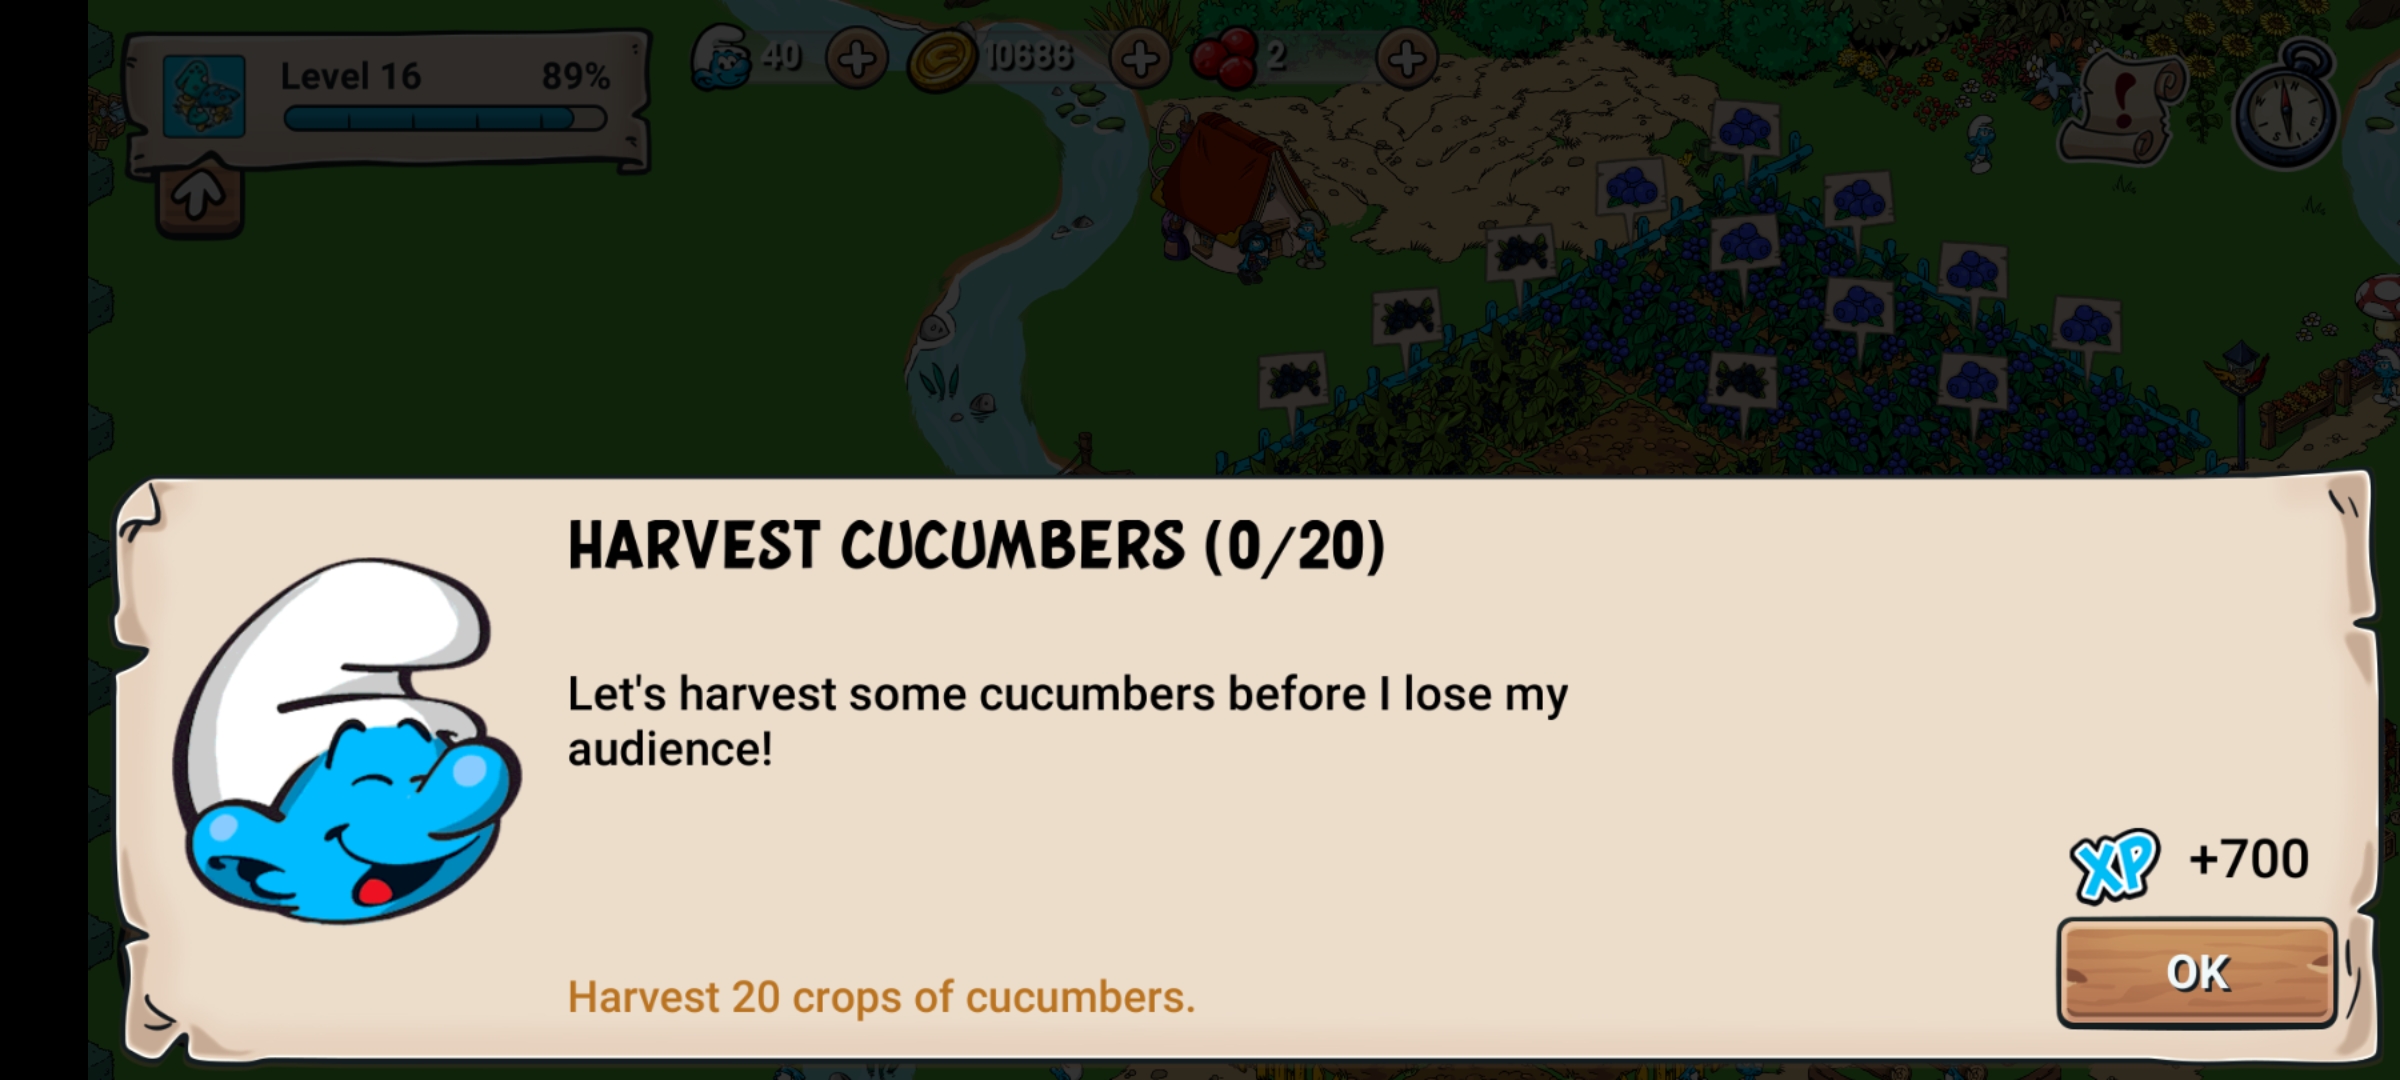 Level 16 89%
40
10686
2
HARVEST CUCUMBERS (0/20)
Let's harvest some cucumbers before I lose my
audience!
XP +700
Harvest 20 crops of cucumbers.
OK